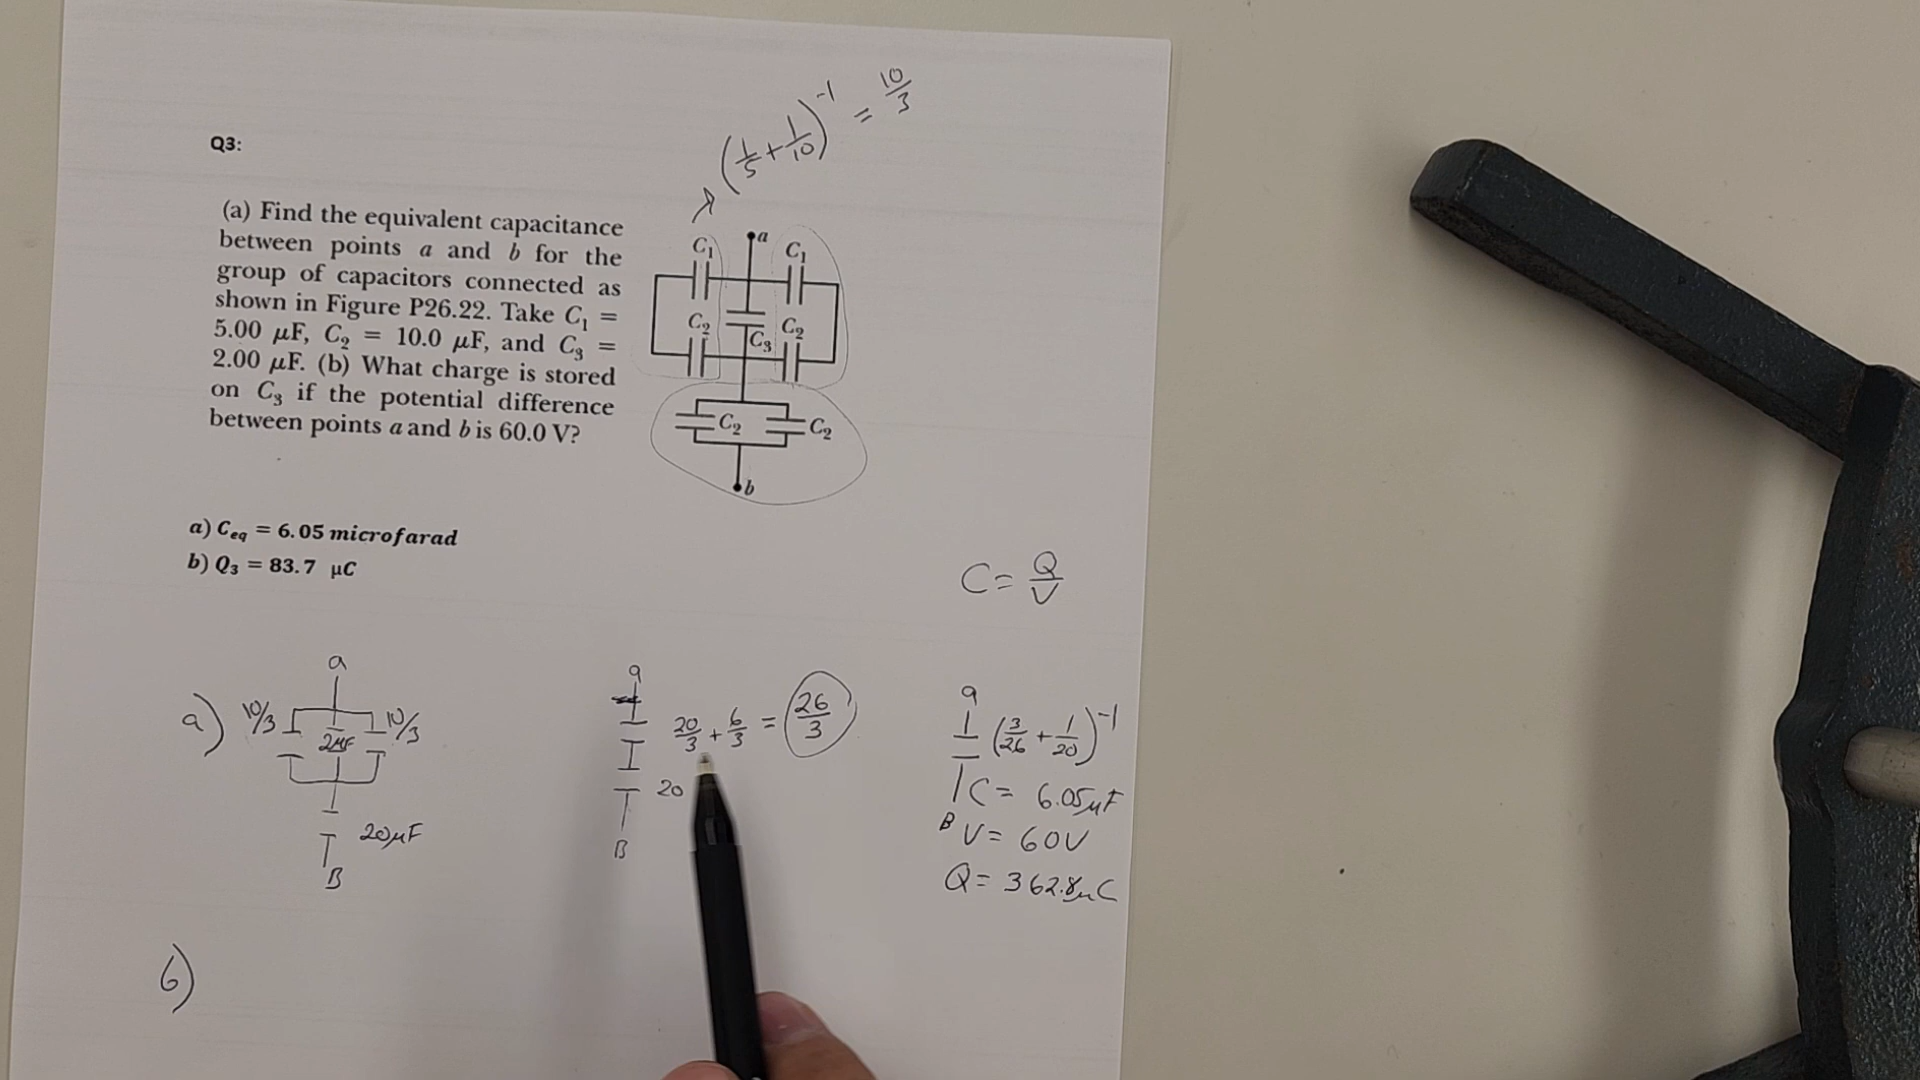 (1/5 + 1/10)^-1 = 10/3
Q3:
(a) Find the equivalent capacitance
between points a and b for the
group of capacitors connected as
shown in Figure P26.22. Take C₁ =
5.00 μF, C₂ = 10.0 μF, and C₃ =
2.00 μF. (b) What charge is stored
on C₃ if the potential difference
between points a and b is 60.0 V?
a
C₁ C₁
C₂ C₃ C₂
C₂ C₂
b
a) Ceq = 6.05 microfarad
b) Q₃ = 83.7 μC
C = Q/V
a)
a
10/3 2μF 10/3
20μF
B
a
20/3 + 6/3 = 26/3
20
B
a
(3/26 + 1/20)^-1
C = 6.05μF
B
V = 60V
Q = 362.8μC
b)